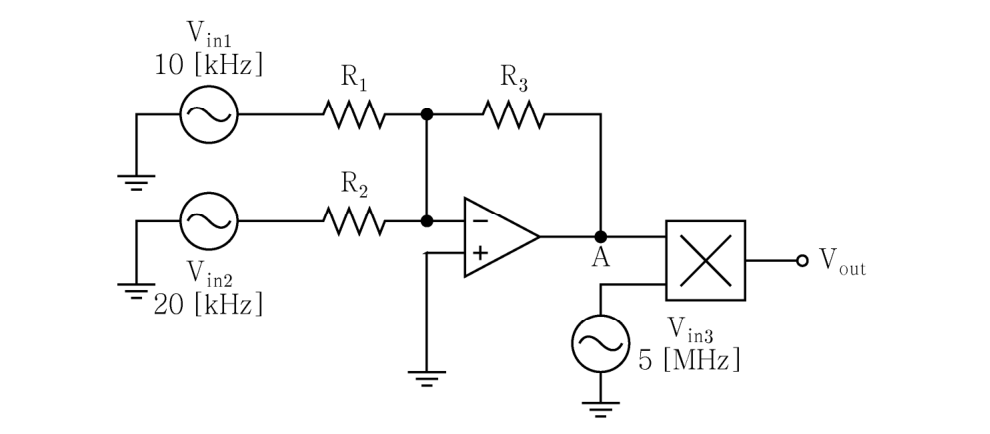 Vin1
10 [kHz]
R1
R3
R2
Vin2
20 [kHz]
−
+
A
Vout
Vin3
5 [MHz]